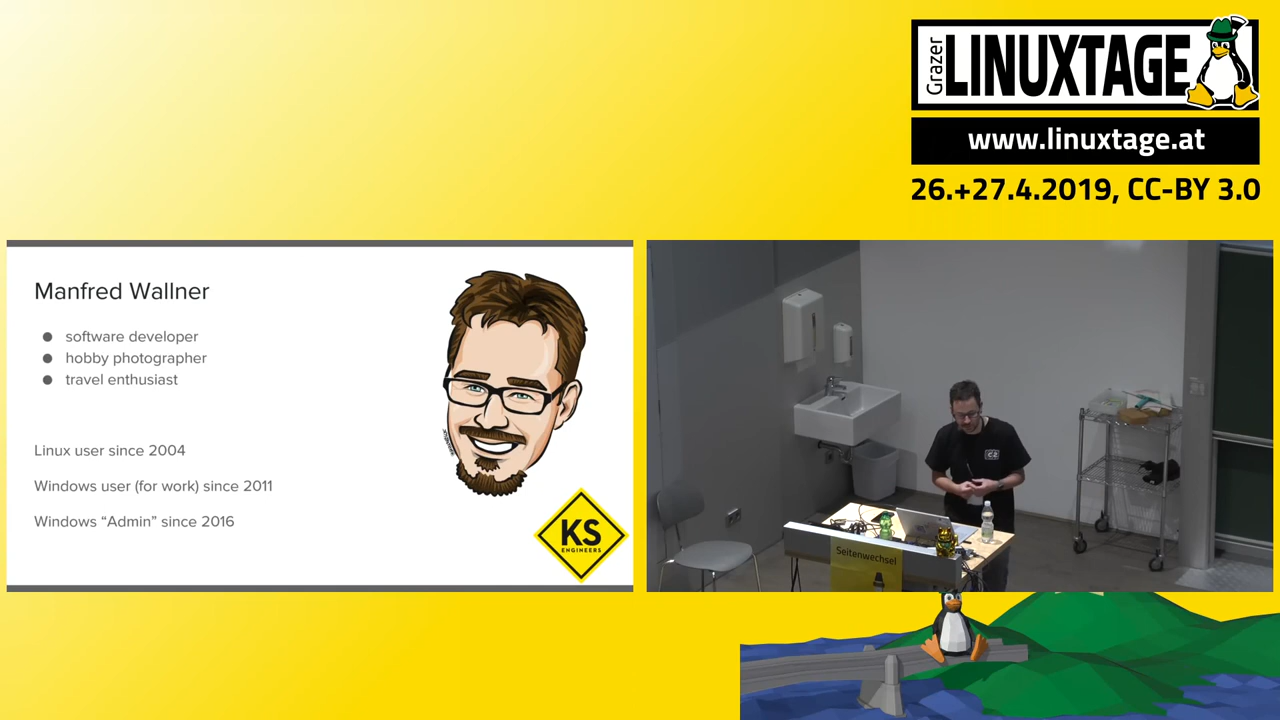 Grazer
LINUXTAGE
www.linuxtage.at
26.+27.4.2019, CC-BY 3.0
Manfred Wallner
● software developer
● hobby photographer
● travel enthusiast
Linux user since 2004
Windows user (for work) since 2011
Windows “Admin” since 2016
KS
ENGINEERS
Seitenwechsel